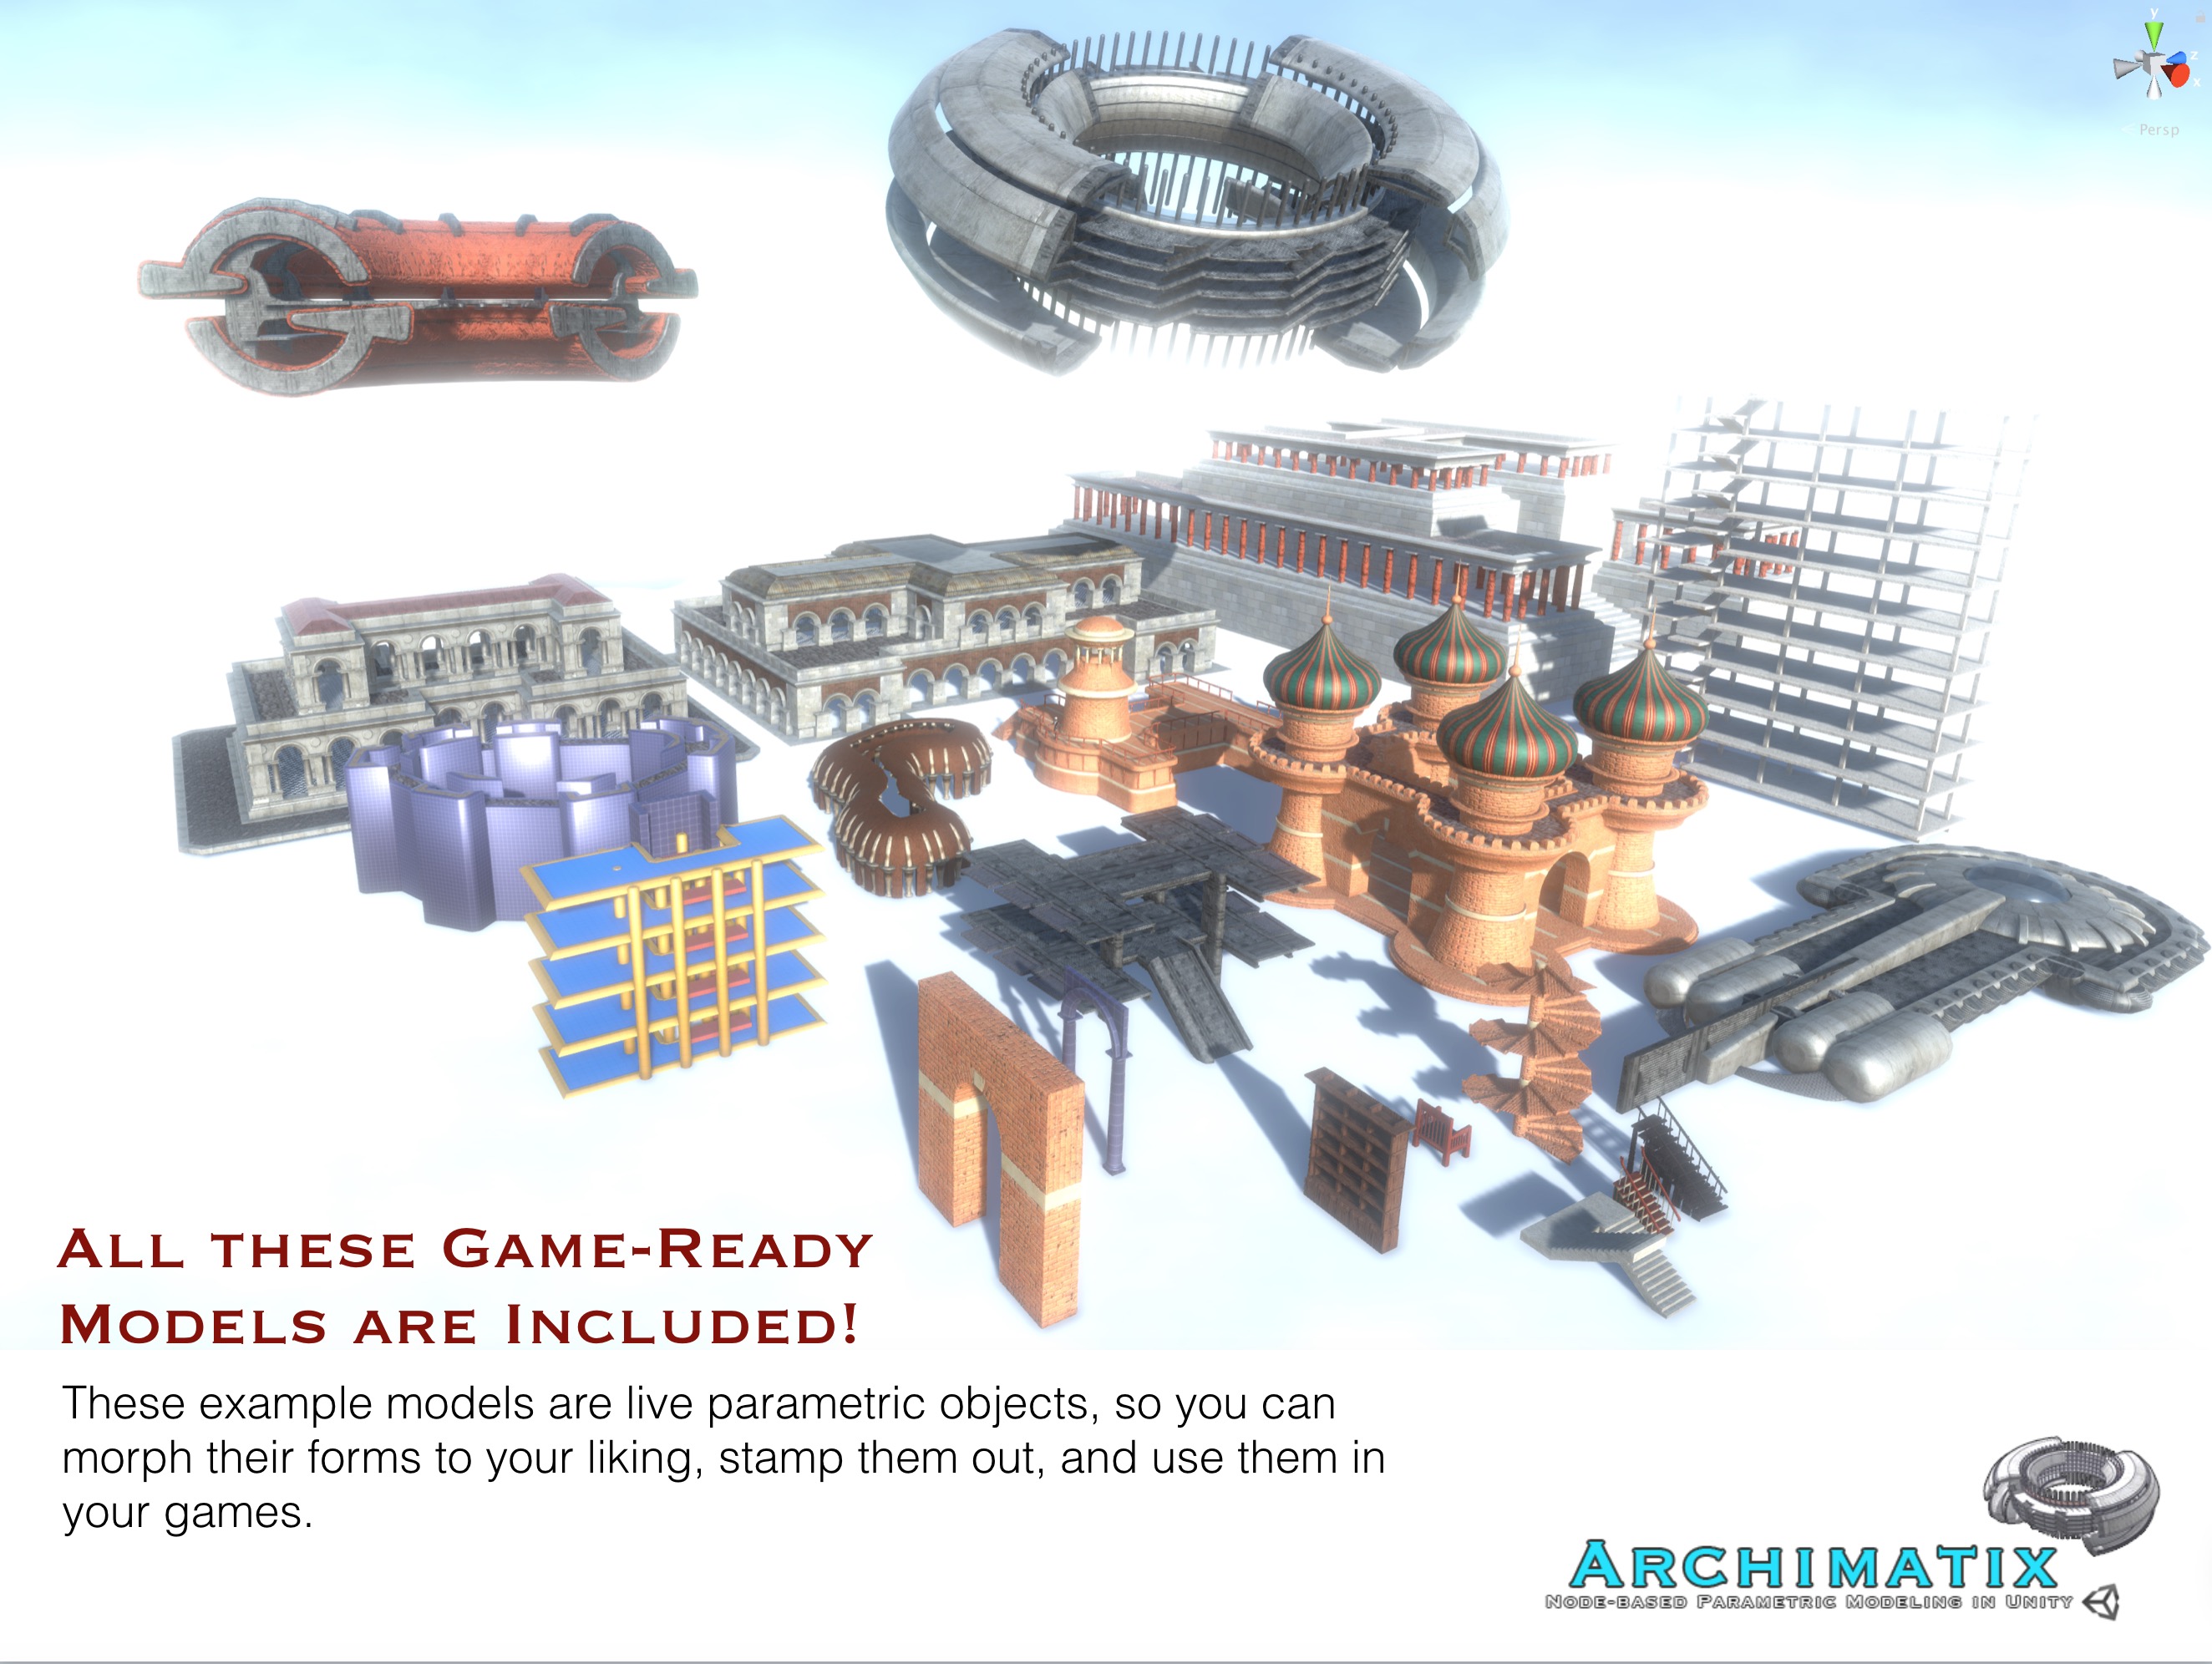 y
z
x
Persp
All these Game-Ready
Models are Included!
These example models are live parametric objects, so you can
morph their forms to your liking, stamp them out, and use them in
your games.
Archimatix
Node-based Parametric Modeling in Unity